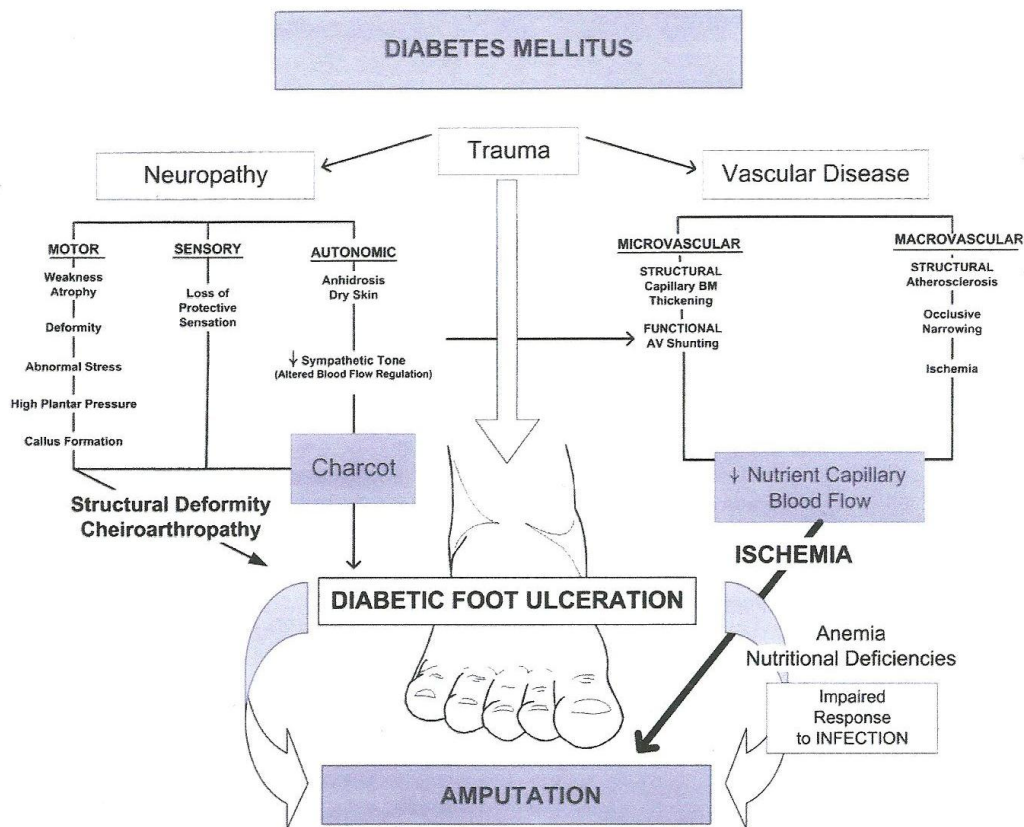 DIABETES MELLITUS
Trauma
Neuropathy
Vascular Disease
MOTOR
Weakness
Atrophy
Deformity
Abnormal Stress
High Plantar Pressure
Callus Formation
SENSORY
Loss of
Protective
Sensation
AUTONOMIC
Anhidrosis
Dry Skin
↓ Sympathetic Tone
(Altered Blood Flow Regulation)
MICROVASCULAR
STRUCTURAL
Capillary BM
Thickening
FUNCTIONAL
AV Shunting
MACROVASCULAR
STRUCTURAL
Atherosclerosis
Occlusive
Narrowing
Ischemia
Charcot
↓ Nutrient Capillary
Blood Flow
Structural Deformity
Cheiroarthropathy
ISCHEMIA
DIABETIC FOOT ULCERATION
Anemia
Nutritional Deficiencies
Impaired
Response
to INFECTION
AMPUTATION